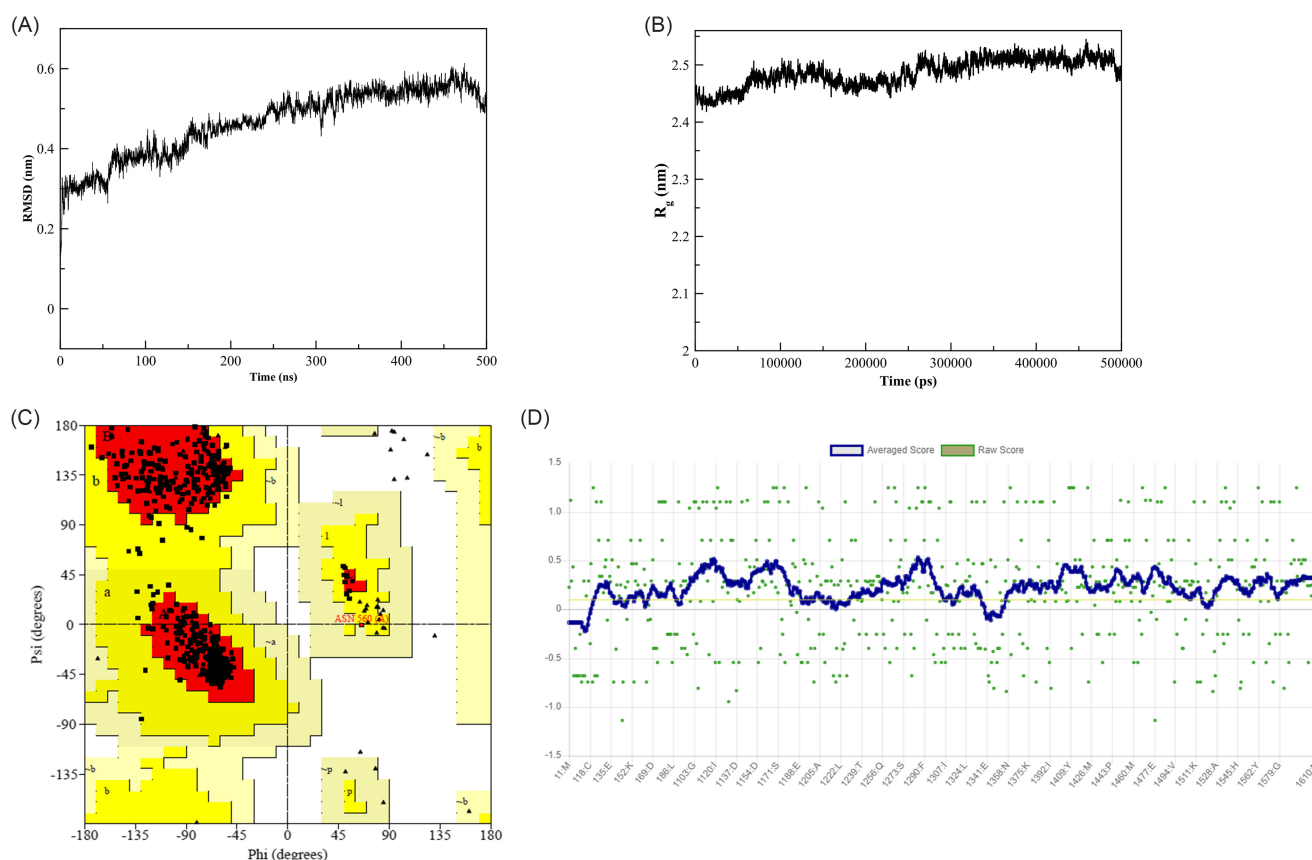 (A)
0.6
0.4
0.2
0
RMSD (nm)
0 100 200 300 400 500
Time (ns)
(B)
2.5
2.4
2.3
2.2
2.1
2
Rg (nm)
0 100000 200000 300000 400000 500000
Time (ps)
(C)
180
135
90
45
0
-45
-90
-135
Psi (degrees)
B
b
~b
~b
b
~l
l
a
A
~a
ASN 560 (A)
~b
b
~p
p
~b
-180 -135 -90 -45 0 45 90 135 180
Phi (degrees)
(D)
Averaged Score Raw Score
1.5
1.0
0.5
0.0
-0.5
-1.0
-1.5
11:M 118:C 135:E 152:K 169:D 186:L 1103:G 1120:I 1137:D 1154:D 1171:S 1188:E 1205:A 1222:L 1239:T 1256:Q 1273:S 1290:F 1307:I 1324:L 1341:E 1358:N 1375:K 1392:I 1409:Y 1426:M 1443:P 1460:M 1477:E 1494:V 1511:K 1528:A 1545:H 1562:Y 1579:G